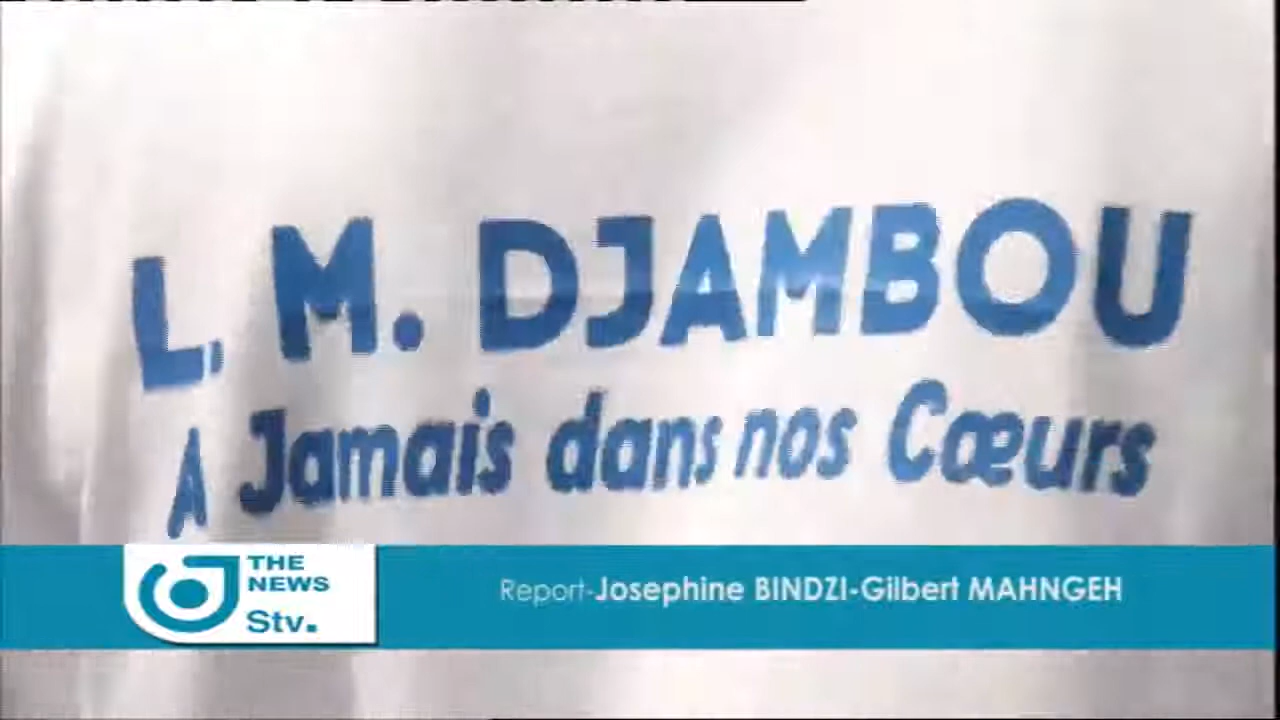 L. M. DJAMBOU
A Jamais dans nos Cœurs
THE
NEWS
Stv.
Report-Josephine BINDZI-Gilbert MAHNGEH